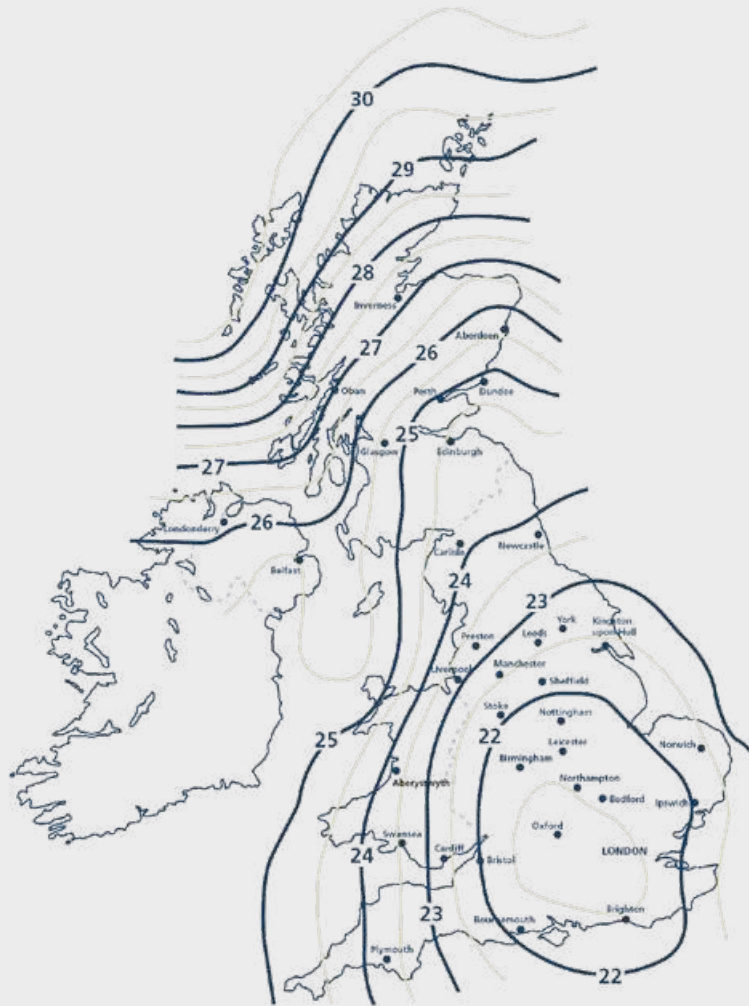 30
29
28
Inverness
27
26
Aberdeen
Oban
Perth
Dundee
25
Glasgow
Edinburgh
27
26
Londonderry
Belfast
Carlisle
Newcastle
24
23
York
Kingston
upon Hull
Leeds
Preston
Manchester
Liverpool
Sheffield
Stoke
Nottingham
25
22
Leicester
Norwich
Birmingham
Aberystwyth
Northampton
Bedford
Ipswich
Oxford
Swansea
24
Cardiff
Bristol
LONDON
23
Bournemouth
Brighton
Plymouth
22